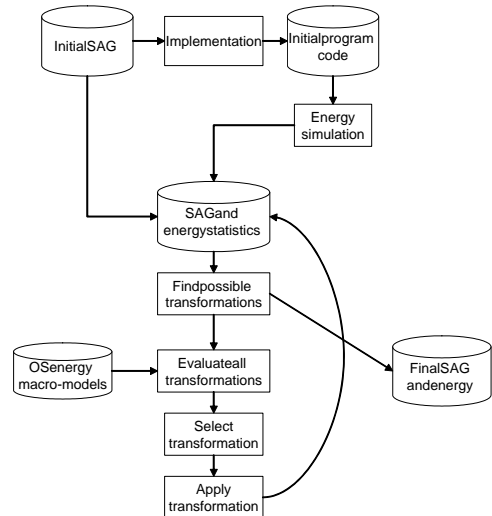 InitialSAG
Implementation
Initialprogram
code
Energy
simulation
SAGand
energystatistics
Findpossible
transformations
OSenergy
macro-models
Evaluateall
transformations
FinalSAG
andenergy
Select
transformation
Apply
transformation